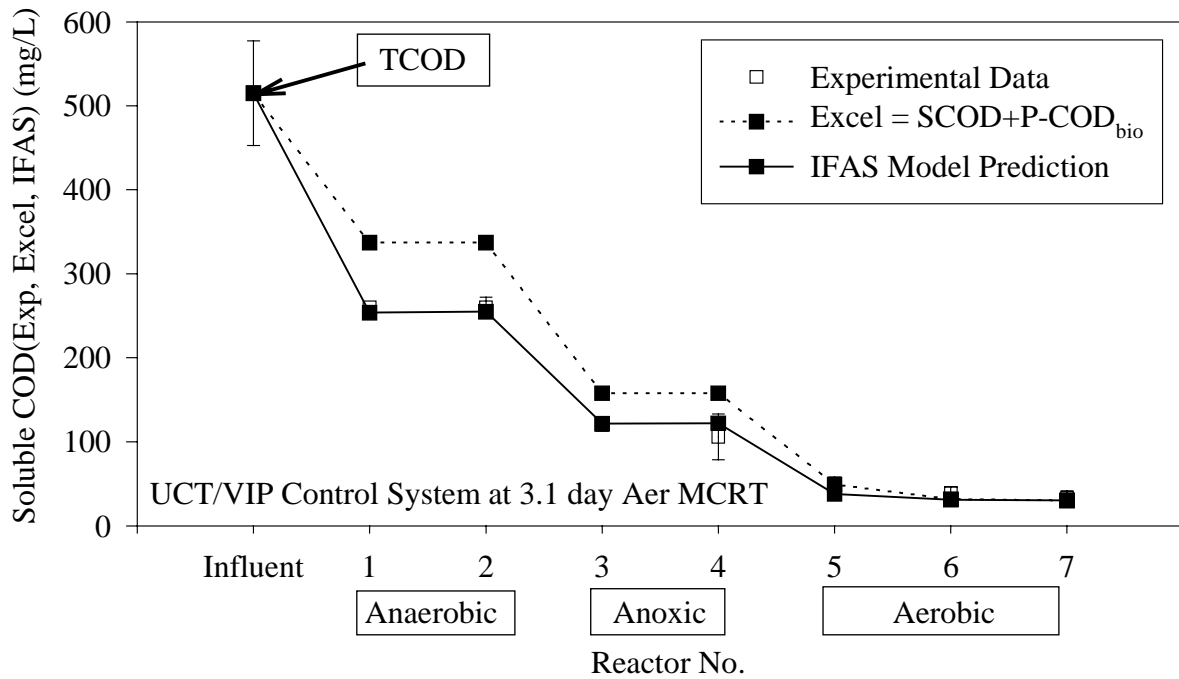 Soluble COD(Exp, Excel, IFAS) (mg/L)
600
500
400
300
200
100
0
TCOD
Experimental Data
Excel = SCOD+P-COD_bio
IFAS Model Prediction
UCT/VIP Control System at 3.1 day Aer MCRT
Influent 1 2 3 4 5 6 7
Anaerobic Anoxic Aerobic
Reactor No.